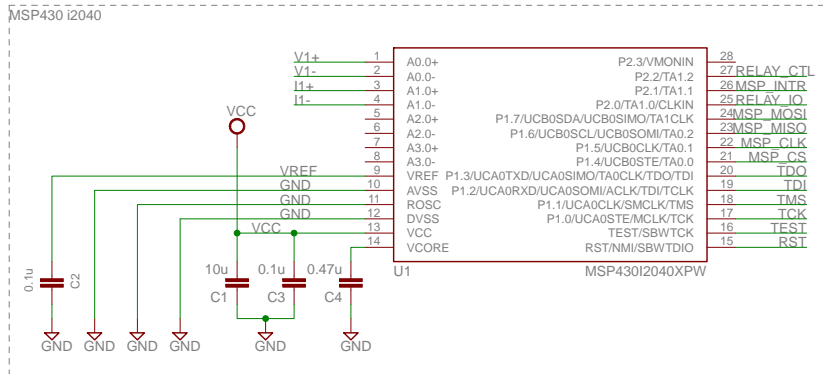 MSP430 i2040
V1+ 1 A0.0+ P2.3/VMONIN 28
V1- 2 A0.0- P2.2/TA1.2 27 RELAY_CTL
I1+ 3 A1.0+ P2.1/TA1.1 26 MSP_INTR
I1- 4 A1.0- P2.0/TA1.0/CLKIN 25 RELAY_IO
5 A2.0+ P1.7/UCB0SDA/UCB0SIMO/TA1CLK 24 MSP_MOSI
6 A2.0- P1.6/UCB0SCL/UCB0SOMI/TA0.2 23 MSP_MISO
7 A3.0+ P1.5/UCB0CLK/TA0.1 22 MSP_CLK
8 A3.0- P1.4/UCB0STE/TA0.0 21 MSP_CS
VREF 9 VREF P1.3/UCA0TXD/UCA0SIMO/TA0CLK/TDO/TDI 20 TDO
GND 10 AVSS P1.2/UCA0RXD/UCA0SOMI/ACLK/TDI/TCLK 19 TDI
GND 11 ROSC P1.1/UCA0CLK/SMCLK/TMS 18 TMS
GND 12 DVSS P1.0/UCA0STE/MCLK/TCK 17 TCK
VCC 13 VCC TEST/SBWTCK 16 TEST
14 VCORE RST/NMI/SBWTDIO 15 RST
U1 MSP430I2040XPW
VCC
0.1u C2
10u C1
0.1u C3
0.47u C4
GND GND GND GND GND GND